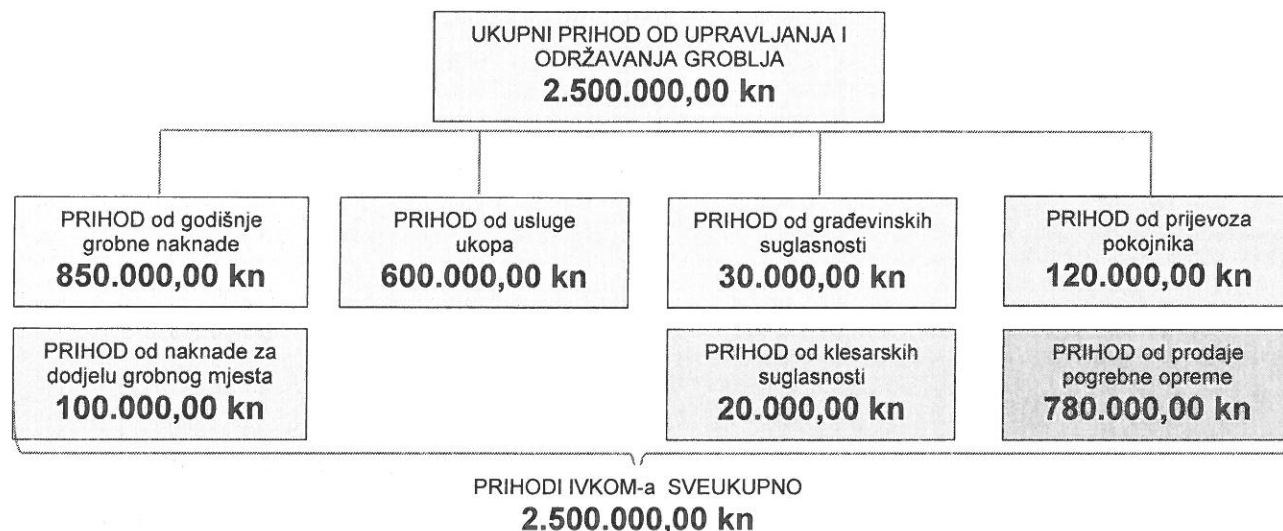 UKUPNI PRIHOD OD UPRAVLJANJA I
ODRŽAVANJA GROBLJA
2.500.000,00 kn
PRIHOD od godišnje
grobne naknade
850.000,00 kn
PRIHOD od usluge
ukopa
600.000,00 kn
PRIHOD od građevinskih
suglasnosti
30.000,00 kn
PRIHOD od prijevoza
pokojnika
120.000,00 kn
PRIHOD od naknade za
dodjelu grobnog mjesta
100.000,00 kn
PRIHOD od klesarskih
suglasnosti
20.000,00 kn
PRIHOD od prodaje
pogrebne opreme
780.000,00 kn
PRIHODI IVKOM-a SVEUKUPNO
2.500.000,00 kn